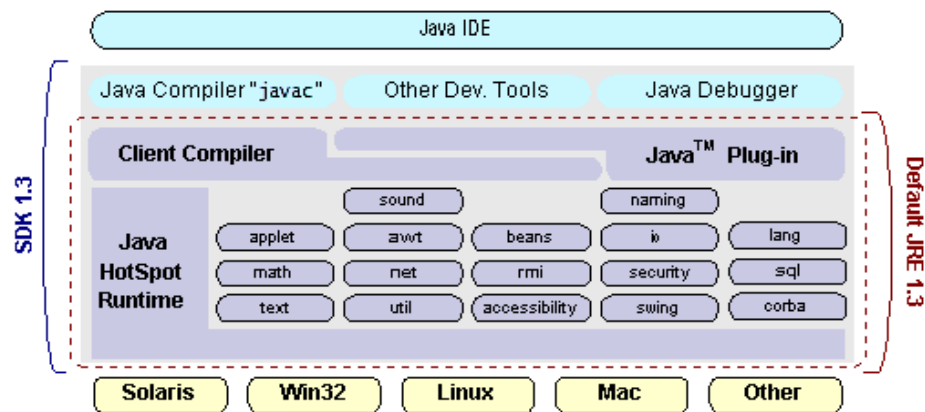 Java IDE
Java Compiler "javac" Other Dev. Tools Java Debugger
Client Compiler Java™ Plug-in
SDK 1.3
Default JRE 1.3
Java
HotSpot
Runtime
sound naming
applet awt beans io lang
math net rmi security sql
text util accessibility swing corba
Solaris Win32 Linux Mac Other